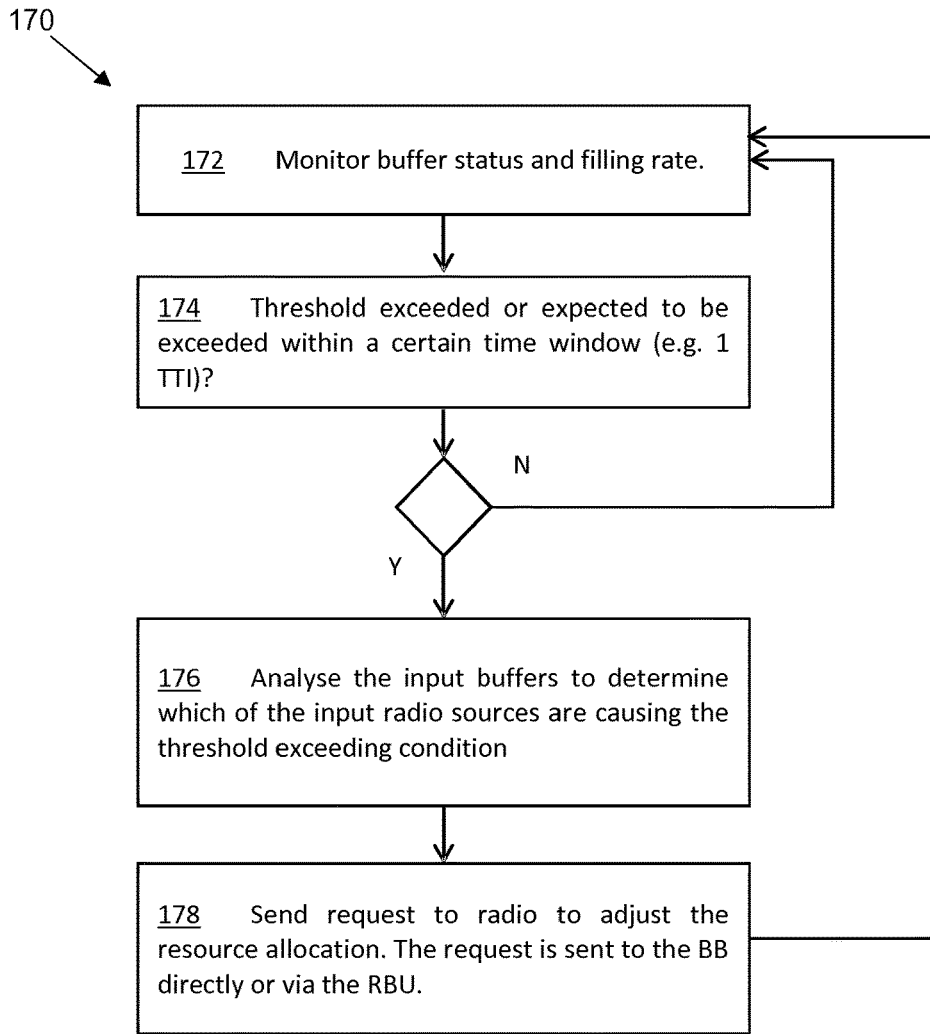 170
172 Monitor buffer status and filling rate.
174 Threshold exceeded or expected to be
exceeded within a certain time window (e.g. 1
TTI)?
N
Y
176 Analyse the input buffers to determine
which of the input radio sources are causing the
threshold exceeding condition
178 Send request to radio to adjust the
resource allocation. The request is sent to the BB
directly or via the RBU.